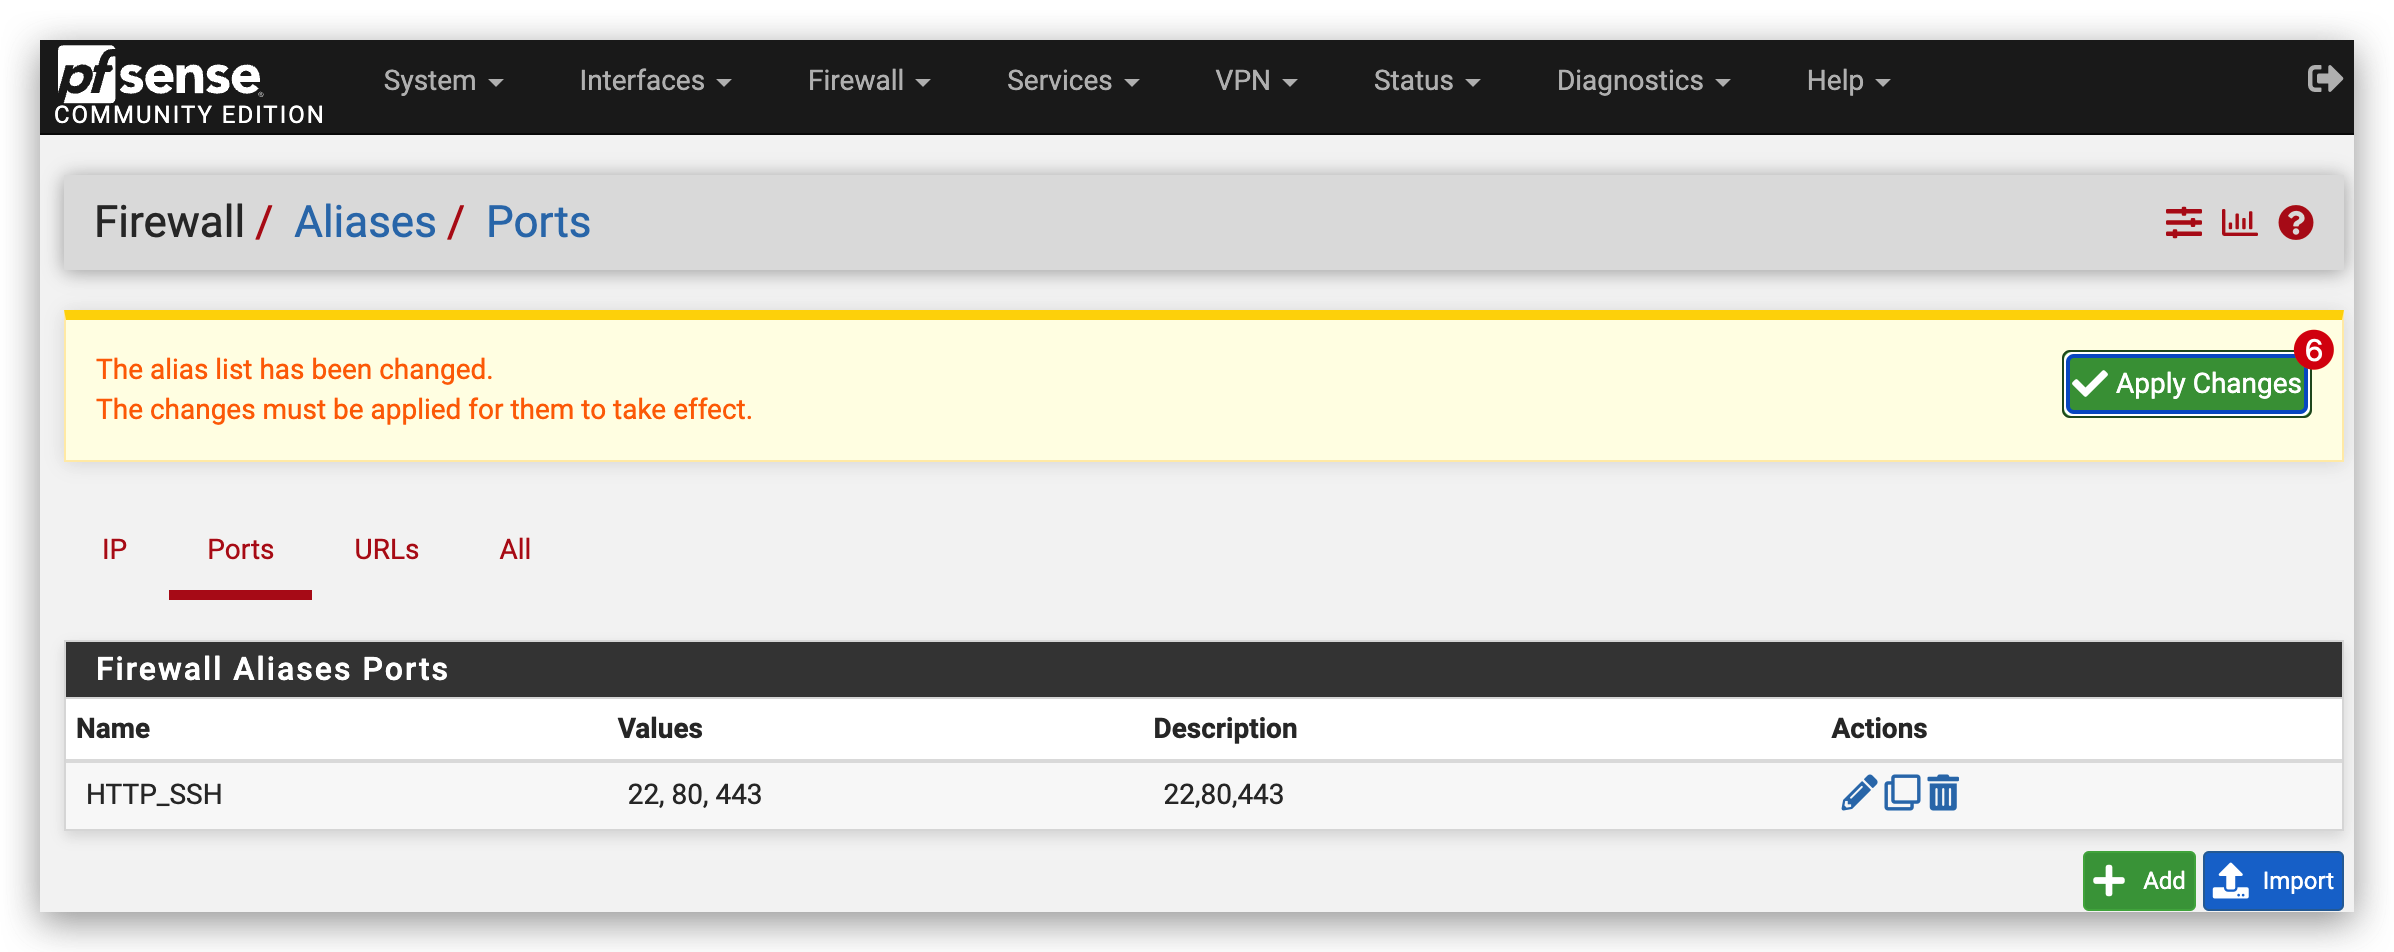 pfsense
COMMUNITY EDITION
System
Interfaces
Firewall
Services
VPN
Status
Diagnostics
Help
Firewall / Aliases / Ports
The alias list has been changed.
The changes must be applied for them to take effect.
Apply Changes
6
IP
Ports
URLs
All
Firewall Aliases Ports
Name Values Description Actions
HTTP_SSH 22, 80, 443 22,80,443
Add
Import